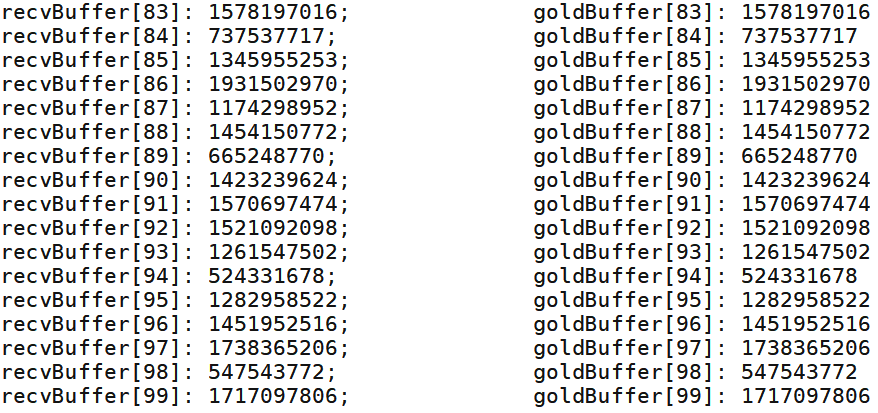 recvBuffer[83]: 1578197016; goldBuffer[83]: 1578197016
recvBuffer[84]: 737537717; goldBuffer[84]: 737537717
recvBuffer[85]: 1345955253; goldBuffer[85]: 1345955253
recvBuffer[86]: 1931502970; goldBuffer[86]: 1931502970
recvBuffer[87]: 1174298952; goldBuffer[87]: 1174298952
recvBuffer[88]: 1454150772; goldBuffer[88]: 1454150772
recvBuffer[89]: 665248770; goldBuffer[89]: 665248770
recvBuffer[90]: 1423239624; goldBuffer[90]: 1423239624
recvBuffer[91]: 1570697474; goldBuffer[91]: 1570697474
recvBuffer[92]: 1521092098; goldBuffer[92]: 1521092098
recvBuffer[93]: 1261547502; goldBuffer[93]: 1261547502
recvBuffer[94]: 524331678; goldBuffer[94]: 524331678
recvBuffer[95]: 1282958522; goldBuffer[95]: 1282958522
recvBuffer[96]: 1451952516; goldBuffer[96]: 1451952516
recvBuffer[97]: 1738365206; goldBuffer[97]: 1738365206
recvBuffer[98]: 547543772; goldBuffer[98]: 547543772
recvBuffer[99]: 1717097806; goldBuffer[99]: 1717097806